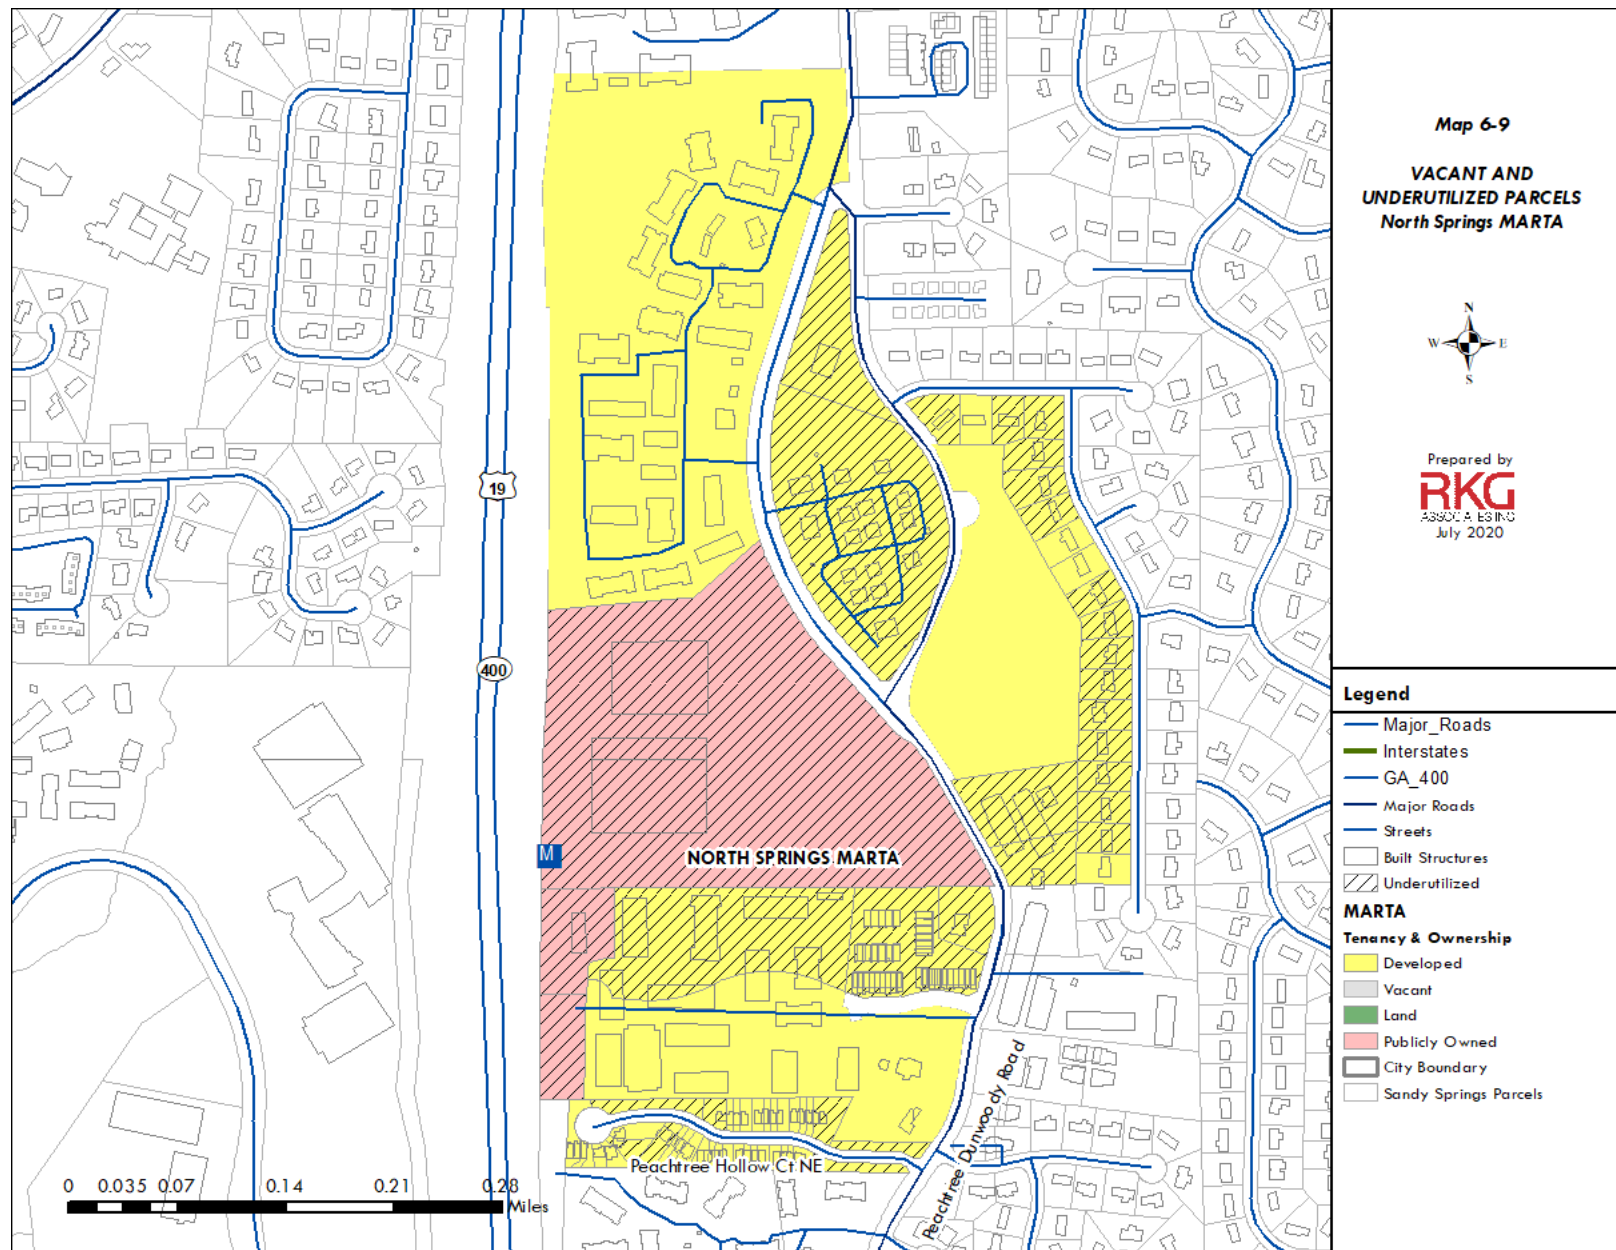 Map 6-9
VACANT AND
UNDERUTILIZED PARCELS
North Springs MARTA
N
W E
S
Prepared by
RKG
ASSOCIATES INC
July 2020
Legend
Major_Roads
Interstates
GA_400
Major Roads
Streets
Built Structures
Underutilized
MARTA
Tenancy & Ownership
Developed
Vacant
Land
Publicly Owned
City Boundary
Sandy Springs Parcels
19
400
M
NORTH SPRINGS MARTA
Peachtree Dunwoody Road
Peachtree Hollow Ct NE
0 0.035 0.07 0.14 0.21 0.28
Miles